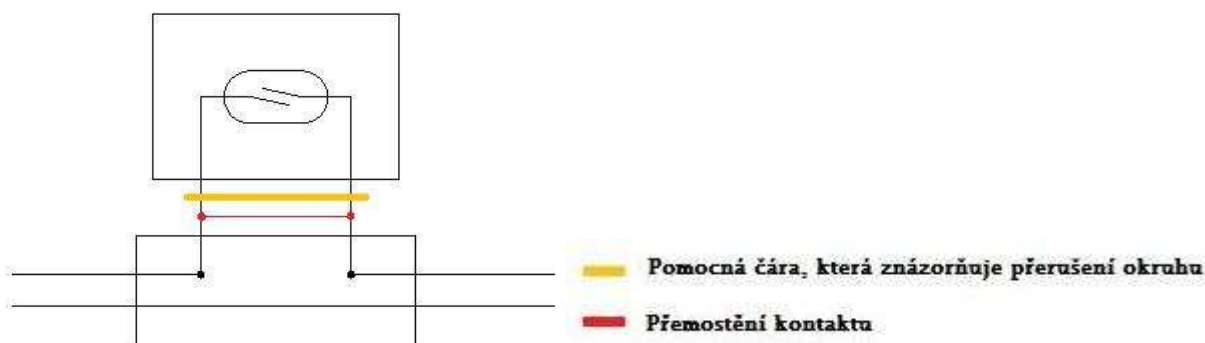 Pomocná čára, která znázorňuje přerušení okruhu
Přemostění kontaktu